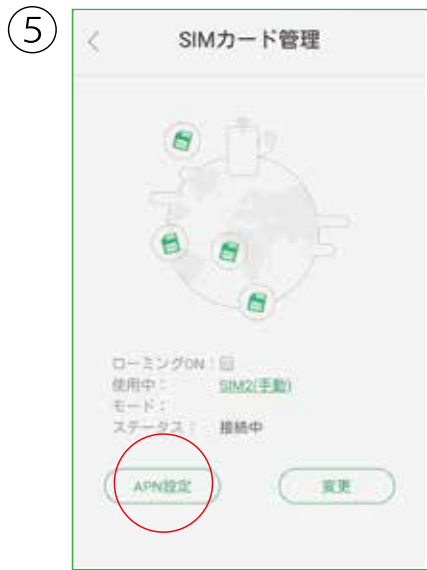 ⑤
SIMカード管理
ローミングON：
使用中： SIM2(手動)
モード：
ステータス： 接続中
APN設定 変更